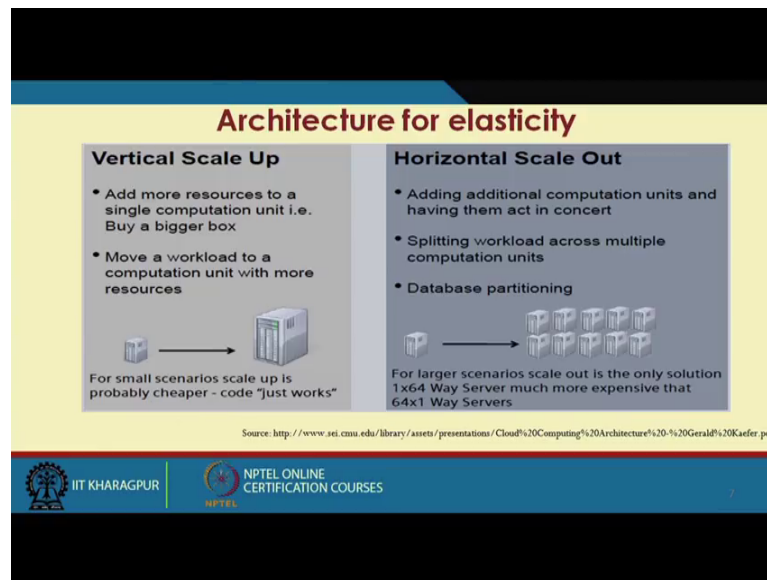 Architecture for elasticity
Vertical Scale Up
• Add more resources to a
single computation unit i.e.
Buy a bigger box
• Move a workload to a
computation unit with more
resources
For small scenarios scale up is
probably cheaper - code "just works"
Horizontal Scale Out
• Adding additional computation units and
having them act in concert
• Splitting workload across multiple
computation units
• Database partitioning
For larger scenarios scale out is the only solution
1x64 Way Server much more expensive that
64x1 Way Servers
Source: http://www.sei.cmu.edu/library/assets/presentations/Cloud%20Computing%20Architecture%20-%20Gerald%20Kaefer.p
IIT KHARAGPUR
NPTEL
NPTEL ONLINE
CERTIFICATION COURSES
7